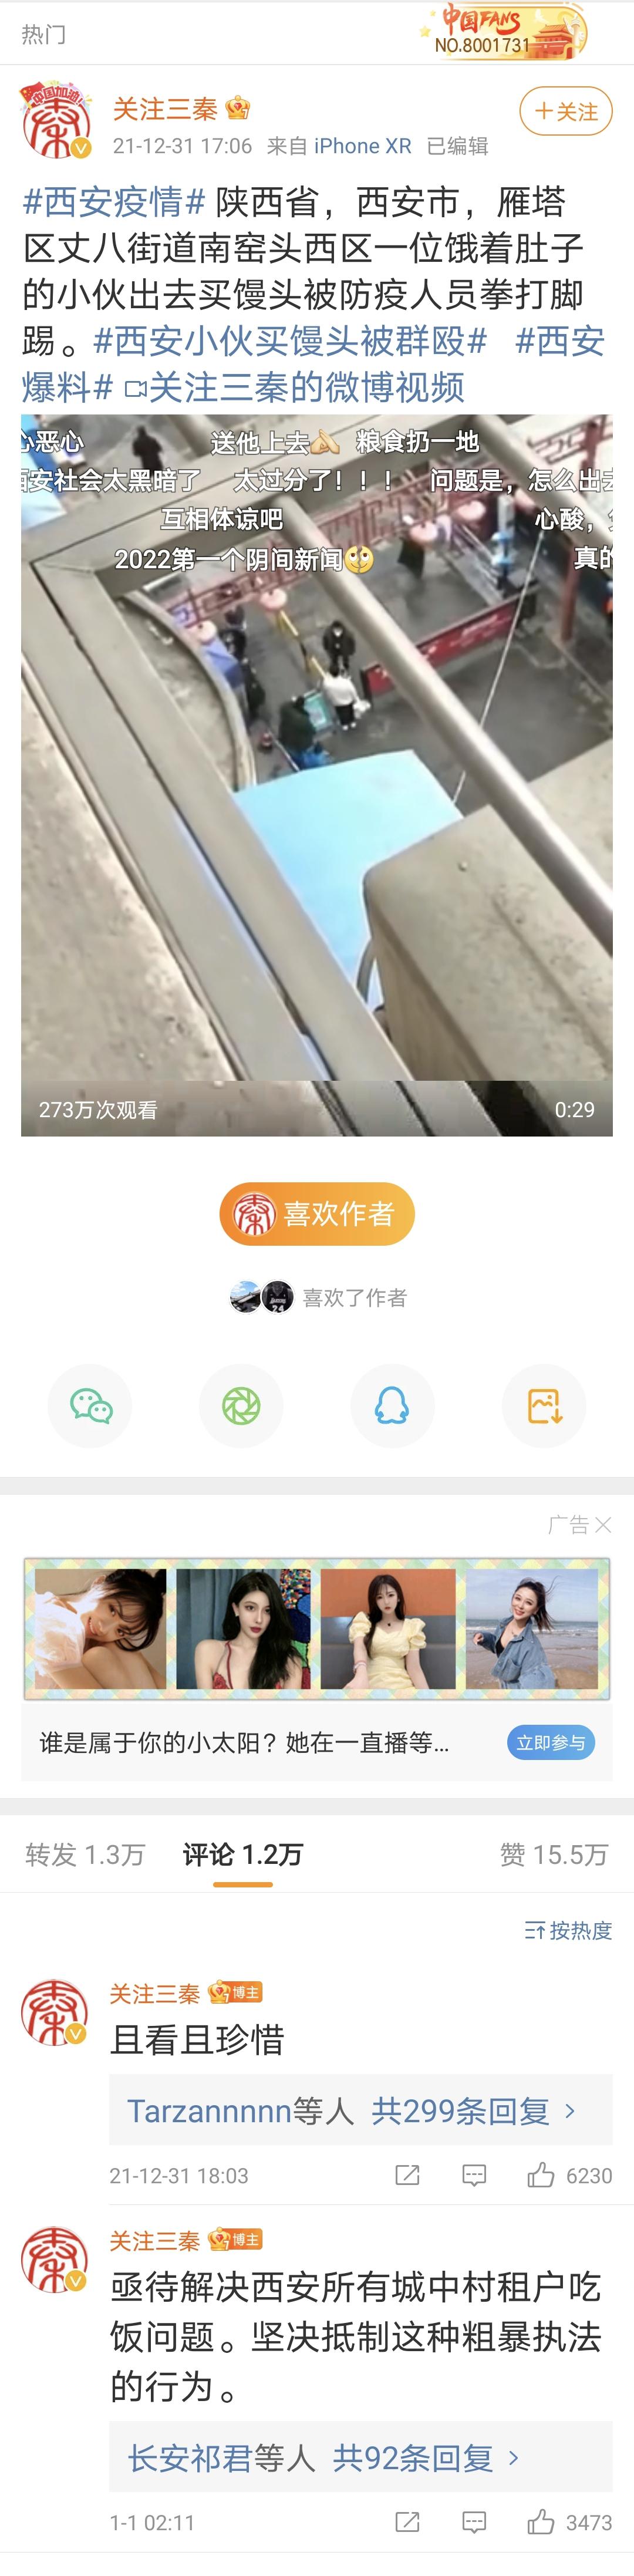 热门
中国FANS
NO.8001731
中国加油!
关注三秦
＋关注
21-12-31 17:06 来自 iPhone XR 已编辑
#西安疫情# 陕西省，西安市，雁塔
区丈八街道南窑头西区一位饿着肚子
的小伙出去买馒头被防疫人员拳打脚
踢。#西安小伙买馒头被群殴# #西安
爆料# 关注三秦的微博视频
心恶心 送他上去 粮食扔一地
西安社会太黑暗了 太过分了！！！ 问题是，怎么出去
互相体谅吧 心酸，
2022第一个阴间新闻 真的
273万次观看 0:29
喜欢作者
喜欢了作者
广告
谁是属于你的小太阳？她在一直播等...
立即参与
转发 1.3万 评论 1.2万 赞 15.5万
按热度
关注三秦 博主
且看且珍惜
Tarzannnnn等人 共299条回复 >
21-12-31 18:03 6230
关注三秦 博主
亟待解决西安所有城中村租户吃
饭问题。坚决抵制这种粗暴执法
的行为。
长安祁君等人 共92条回复 >
1-1 02:11 3473